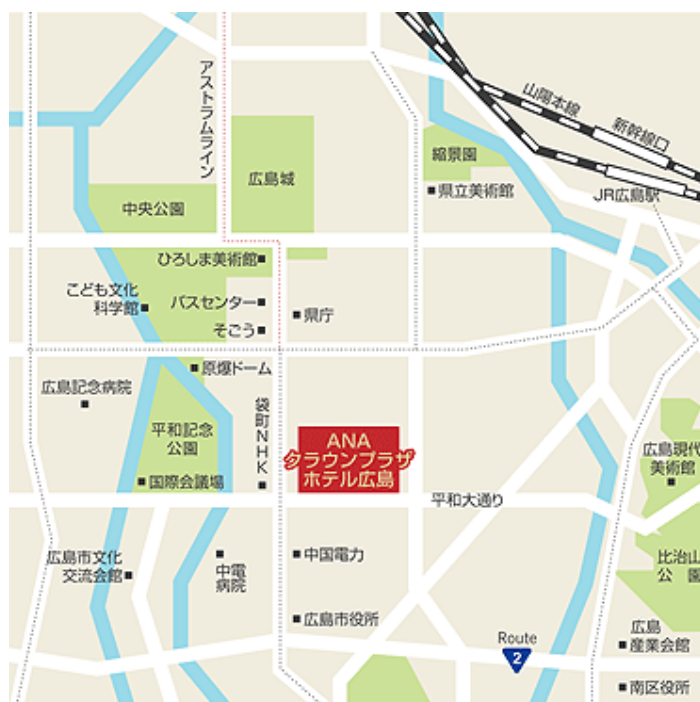 アストラムライン
山陽本線
新幹線口
縮景園
広島城
県立美術館
JR広島駅
中央公園
ひろしま美術館
こども文化
科学館
バスセンター
県庁
そごう
原爆ドーム
広島記念病院
袋町NHK
平和記念
公園
ANA
クラウンプラザ
ホテル広島
広島現代
美術館
国際会議場
平和大通り
広島市文化
交流会館
中電
病院
中国電力
比治山
公園
広島市役所
広島
産業会館
Route
2
南区役所